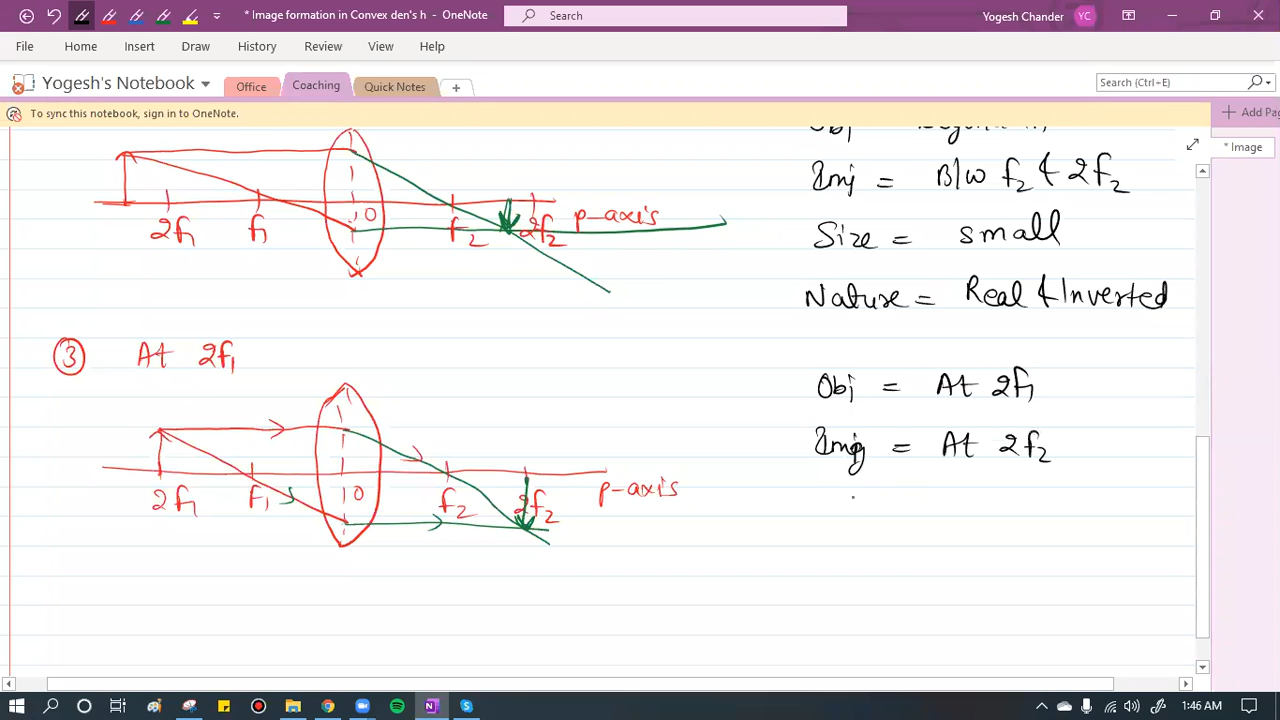 * Image formation in Convex den's h - OneNote
Search
Yogesh Chander
YC
File Home Insert Draw History Review View Help
Yogesh's Notebook
Office
Coaching
Quick Notes
Search (Ctrl+E)
To sync this notebook, sign in to OneNote.
Add Pag
* Image
2f1 f1 O f2 2f2 p-axis
Img = B/w f2 & 2f2
Size = small
Nature = Real & Inverted
③ At 2f1
2f1 f1 O f2 2f2 p-axis
Obj = At 2f1
Img = At 2f2
1:46 AM